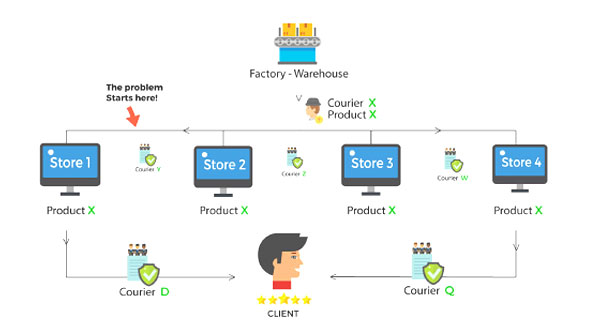 Factory - Warehouse
The problem
Starts here!
Courier X
Product X
Store 1
Courier Y
Store 2
Courier Z
Store 3
Courier W
Store 4
Product X
Product X
Product X
Product X
Courier D
CLIENT
Courier Q